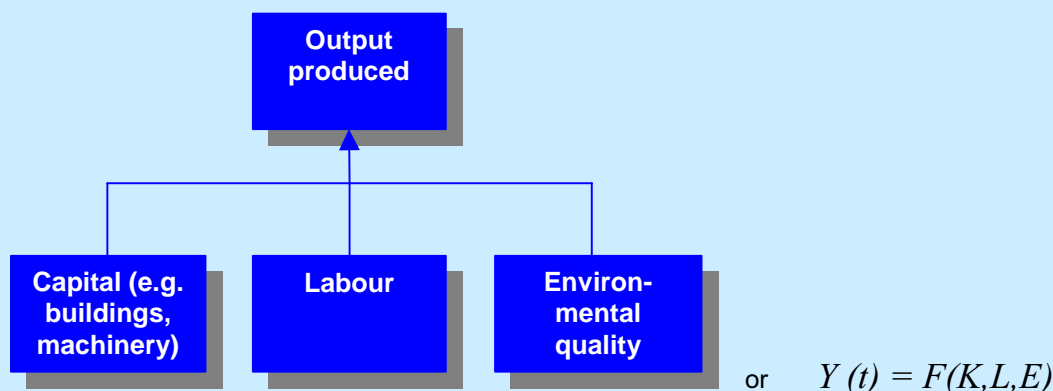 Output
produced
Capital (e.g.
buildings,
machinery)
Labour
Environ-
mental
quality
or Y (t) = F(K,L,E)